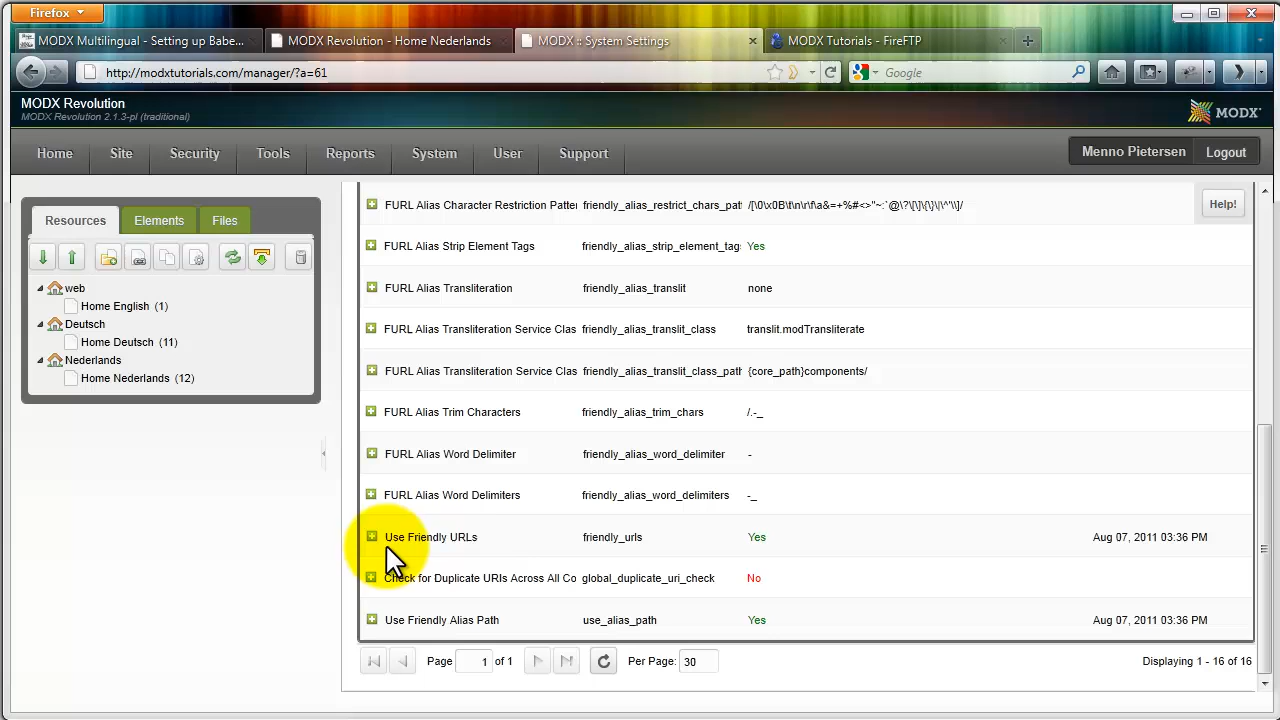 Firefox
MODX Multilingual - Setting up Babe...
MODX Revolution - Home Nederlands
MODX :: System Settings
MODX Tutorials - FireFTP
http://modxtutorials.com/manager/?a=61
Google
MODX Revolution
MODX Revolution 2.1.3-pl (traditional)
MODX
Home Site Security Tools Reports System User Support
Menno Pietersen Logout
Resources Elements Files
web
Home English (1)
Deutsch
Home Deutsch (11)
Nederlands
Home Nederlands (12)
Help!
FURL Alias Character Restriction Patter friendly_alias_restrict_chars_pat /[\0\x0B\t\n\r\f\a&=+%#<>"~:`@\?\[\]\{\}\|\^'\\]/
FURL Alias Strip Element Tags friendly_alias_strip_element_tags Yes
FURL Alias Transliteration friendly_alias_translit none
FURL Alias Transliteration Service Clas friendly_alias_translit_class translit.modTransliterate
FURL Alias Transliteration Service Clas friendly_alias_translit_class_path {core_path}components/
FURL Alias Trim Characters friendly_alias_trim_chars /.-_
FURL Alias Word Delimiter friendly_alias_word_delimiter -
FURL Alias Word Delimiters friendly_alias_word_delimiters -_
Use Friendly URLs friendly_urls Yes Aug 07, 2011 03:36 PM
Check for Duplicate URIs Across All Co global_duplicate_uri_check No
Use Friendly Alias Path use_alias_path Yes Aug 07, 2011 03:36 PM
Page 1 of 1 Per Page: 30 Displaying 1 - 16 of 16